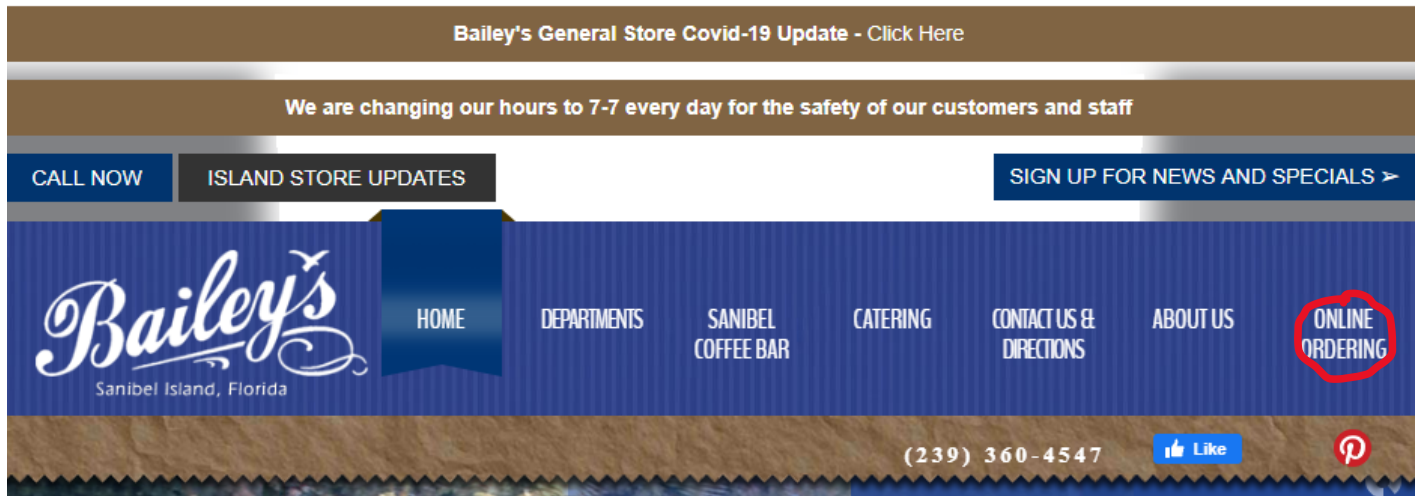 Bailey's General Store Covid-19 Update - Click Here
We are changing our hours to 7-7 every day for the safety of our customers and staff
CALL NOW
ISLAND STORE UPDATES
SIGN UP FOR NEWS AND SPECIALS ➢
Bailey's
Sanibel Island, Florida
HOME
DEPARTMENTS
SANIBEL
COFFEE BAR
CATERING
CONTACT US &
DIRECTIONS
ABOUT US
ONLINE
ORDERING
(239) 360-4547
Like